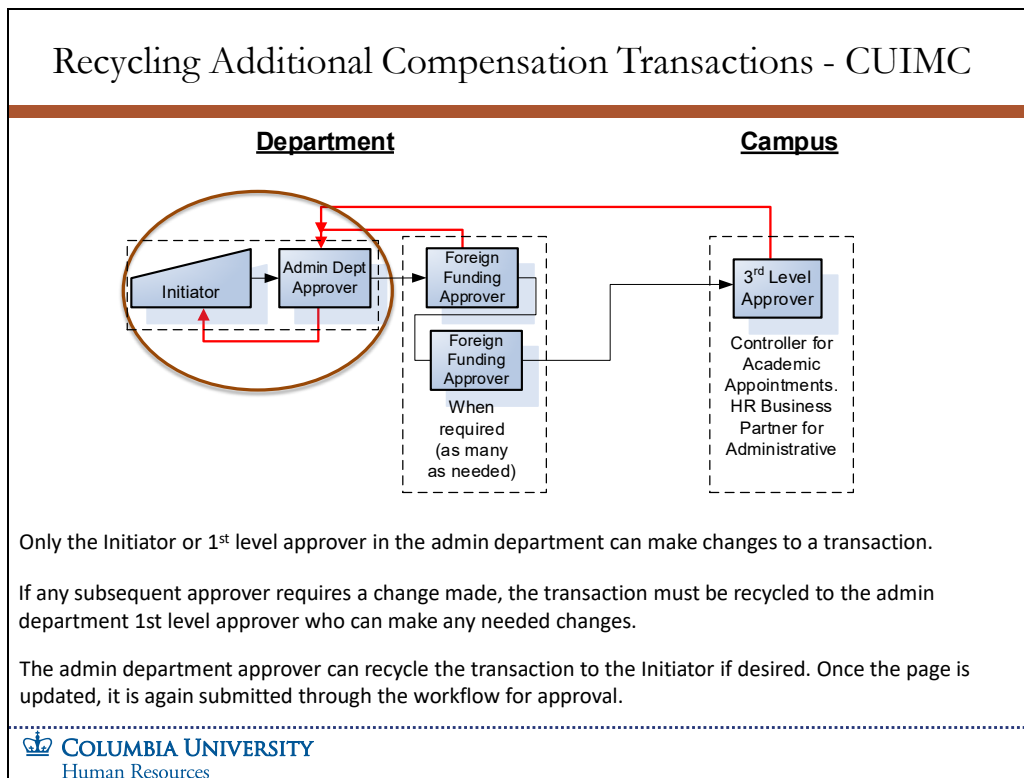 Recycling Additional Compensation Transactions - CUIMC
Department
Campus
Initiator
Admin Dept
Approver
Foreign
Funding
Approver
Foreign
Funding
Approver
When
required
(as many
as needed)
3rd Level
Approver
Controller for
Academic
Appointments.
HR Business
Partner for
Administrative
Only the Initiator or 1st level approver in the admin department can make changes to a transaction.
If any subsequent approver requires a change made, the transaction must be recycled to the admin
department 1st level approver who can make any needed changes.
The admin department approver can recycle the transaction to the Initiator if desired. Once the page is
updated, it is again submitted through the workflow for approval.
COLUMBIA UNIVERSITY
Human Resources